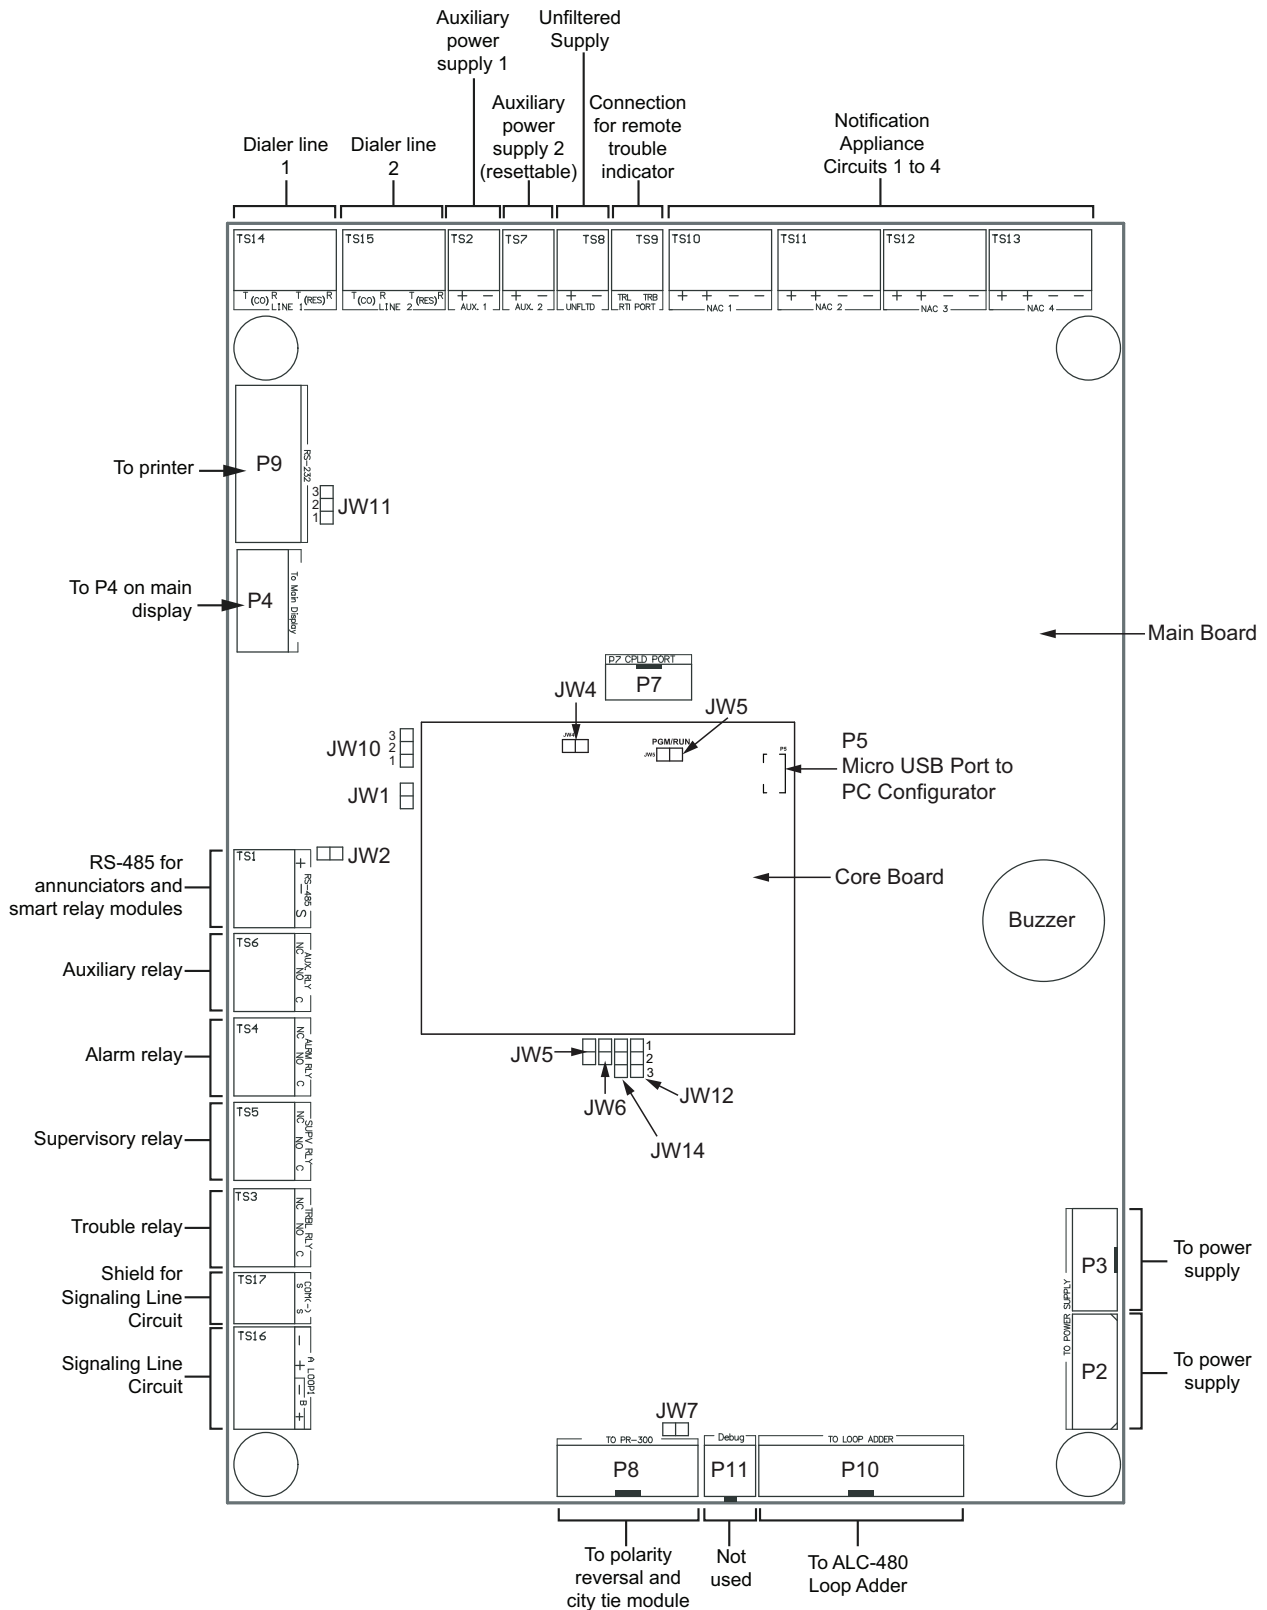 Auxiliary
power
supply 1
Unfiltered
Supply
Auxiliary
power
supply 2
(resettable)
Connection
for remote
trouble
indicator
Notification
Appliance
Circuits 1 to 4
Dialer line
1
Dialer line
2
TS14
TS15
TS2
TS7
TS8
TS9
TS10
TS11
TS12
TS13
T (CO) R T (RES) R
LINE 1
T (CO) R T (RES) R
LINE 2
+ −
AUX. 1
+ −
AUX. 2
+ −
UNFLTD
TRL TRB
RTI PORT
+ + − −
NAC 1
+ + − −
NAC 2
+ + − −
NAC 3
+ + − −
NAC 4
To printer
P9
RS-232
3
2
1
JW11
To P4 on main
display
P4
To Main Display
Main Board
P7 CPLD PORT
P7
JW4
JW4
JW5
PGM/RUN
JW5
P5
P5
Micro USB Port to
PC Configurator
JW10
3
2
1
JW1
JW2
RS-485 for
annunciators and
smart relay modules
TS1
+ − S
RS-485
Core Board
Buzzer
Auxiliary relay
TS6
NC NO C
AUX. RLY
Alarm relay
TS4
NC NO C
ALRM RLY
JW5
1
2
3
JW6
JW12
JW14
Supervisory relay
TS5
NC NO C
SUPV RLY
Trouble relay
TS3
NC NO C
TRBL RLY
Shield for
Signaling Line
Circuit
TS17
S S
COM(-)
Signaling Line
Circuit
TS16
− + − +
A LOOP1
B
P3
To power
supply
TO POWER SUPPLY
P2
To power
supply
JW7
TO PR-300
P8
Debug
P11
TO LOOP ADDER
P10
To polarity
reversal and
city tie module
Not
used
To ALC-480
Loop Adder